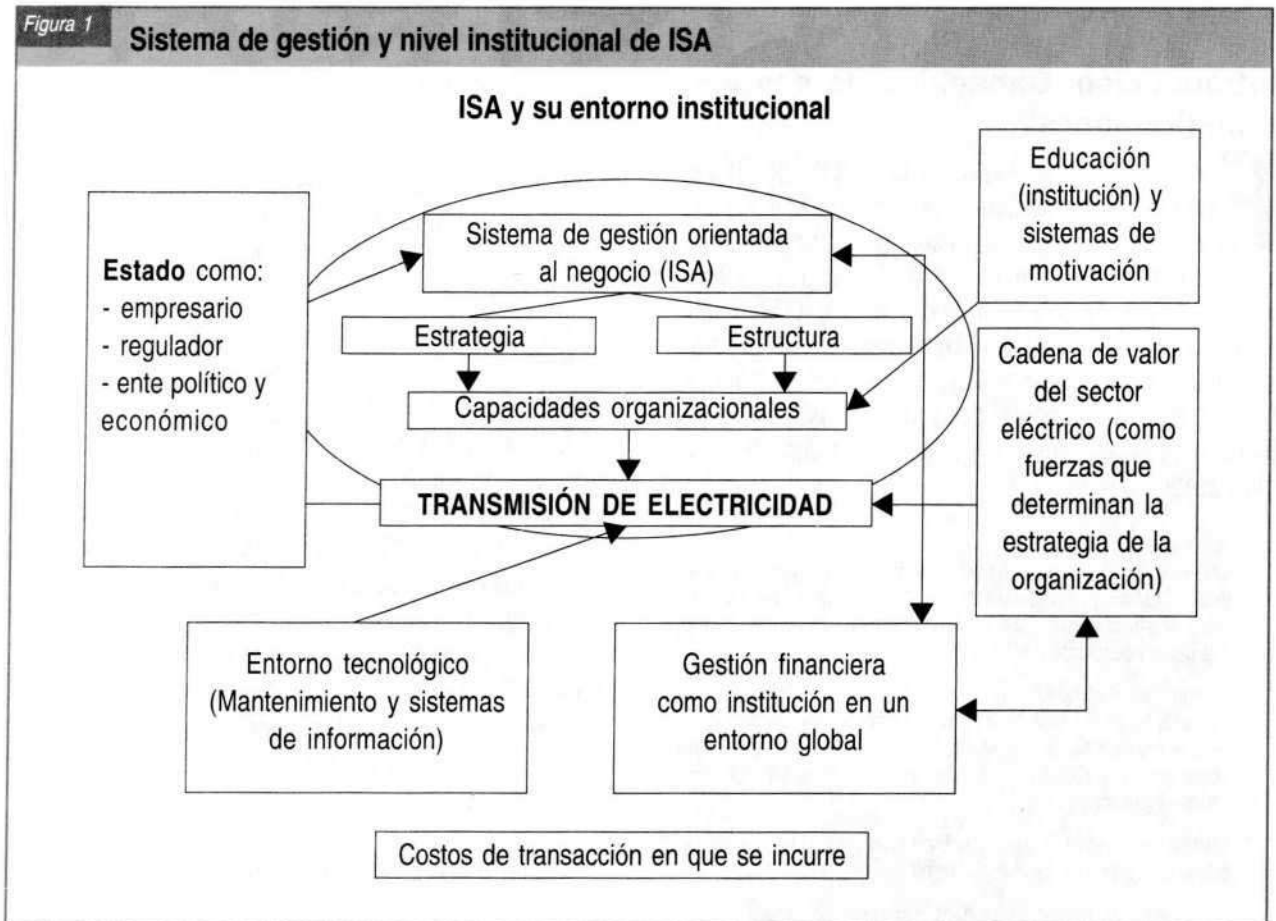 Figura 1
Sistema de gestión y nivel institucional de ISA
ISA y su entorno institucional
Estado como:
- empresario
- regulador
- ente político y
económico
Sistema de gestión orientada
al negocio (ISA)
Estrategia
Estructura
Capacidades organizacionales
TRANSMISIÓN DE ELECTRICIDAD
Educación
(institución) y
sistemas de
motivación
Cadena de valor
del sector
eléctrico (como
fuerzas que
determinan la
estrategia de la
organización)
Entorno tecnológico
(Mantenimiento y sistemas
de información)
Gestión financiera
como institución en un
entorno global
Costos de transacción en que se incurre